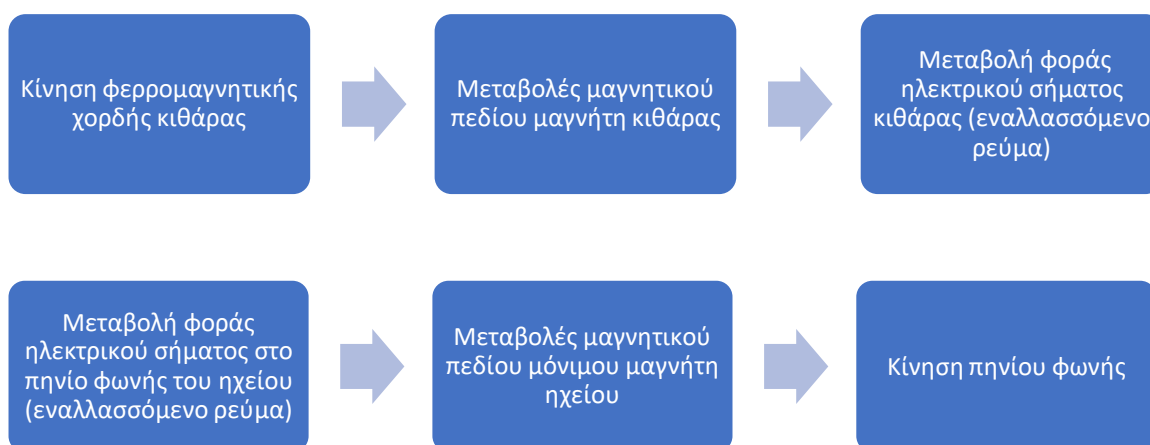 Κίνηση φερρομαγνητικής
χορδής κιθάρας
Μεταβολές μαγνητικού
πεδίου μαγνήτη κιθάρας
Μεταβολή φοράς
ηλεκτρικού σήματος
κιθάρας (εναλλασσόμενο
ρεύμα)
Μεταβολή φοράς
ηλεκτρικού σήματος στο
πηνίο φωνής του ηχείου
(εναλλασσόμενο ρεύμα)
Μεταβολές μαγνητικού
πεδίου μόνιμου μαγνήτη
ηχείου
Κίνηση πηνίου φωνής